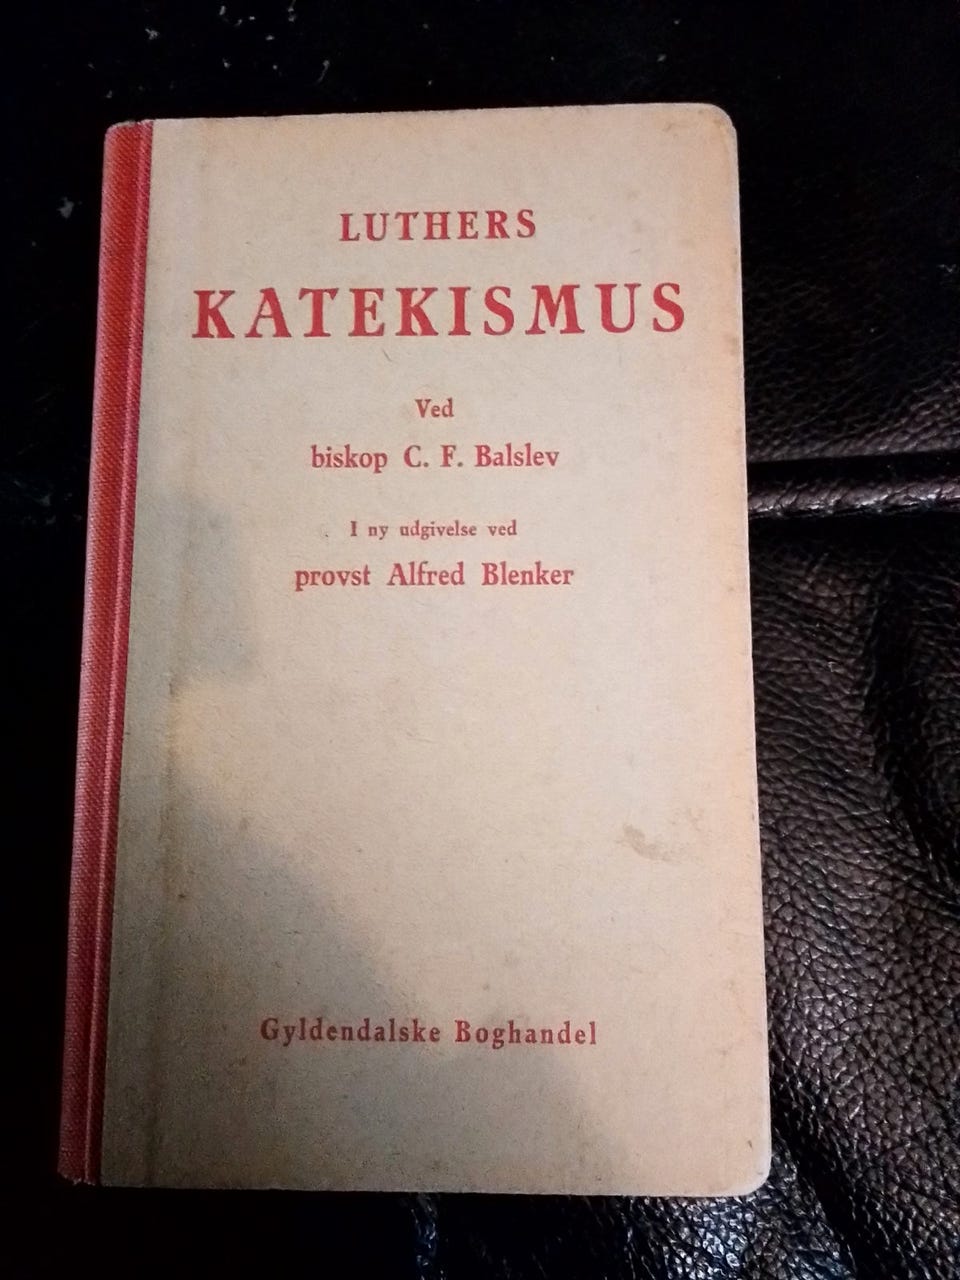 LUTHERS
KATEKISMUS
Ved
biskop C. F. Balslev
I ny udgivelse ved
provst Alfred Blenker
Gyldendalske Boghandel